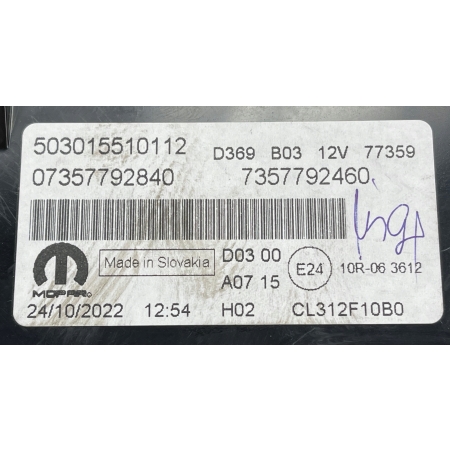 503015510112 D369 B03 12V 77359
07357792840 7357792460
Made in Slovakia D03 00 E24 10R-06 3612
A07 15
MOPAR
24/10/2022 12:54 H02 CL312F10B0